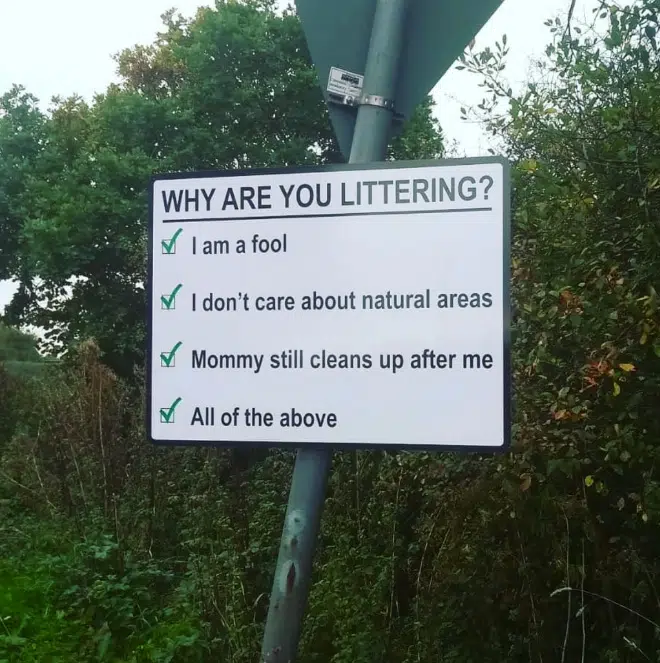 WHY ARE YOU LITTERING?
I am a fool
I don't care about natural areas
Mommy still cleans up after me
All of the above